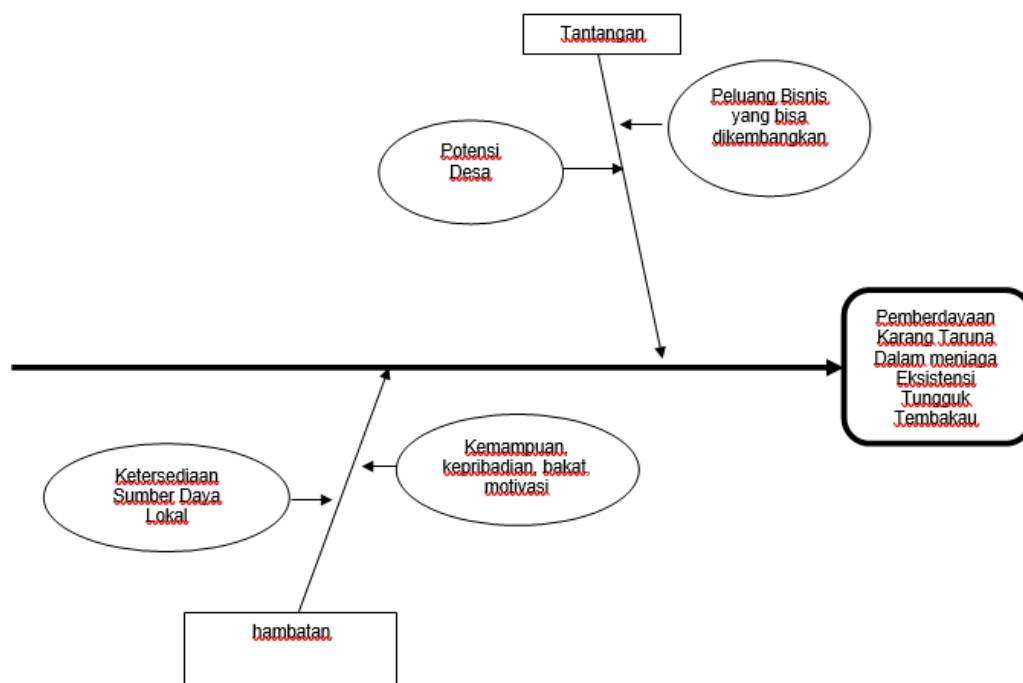 Tantangan
Peluang Bisnis
yang bisa
dikembangkan
Potensi
Desa
Pemberdayaan
Karang Taruna
Dalam menjaga
Eksistensi
Tungguk
Tembakau
Kemampuan,
kepribadian, bakat,
motivasi
Ketersediaan
Sumber Daya
Lokal
hambatan